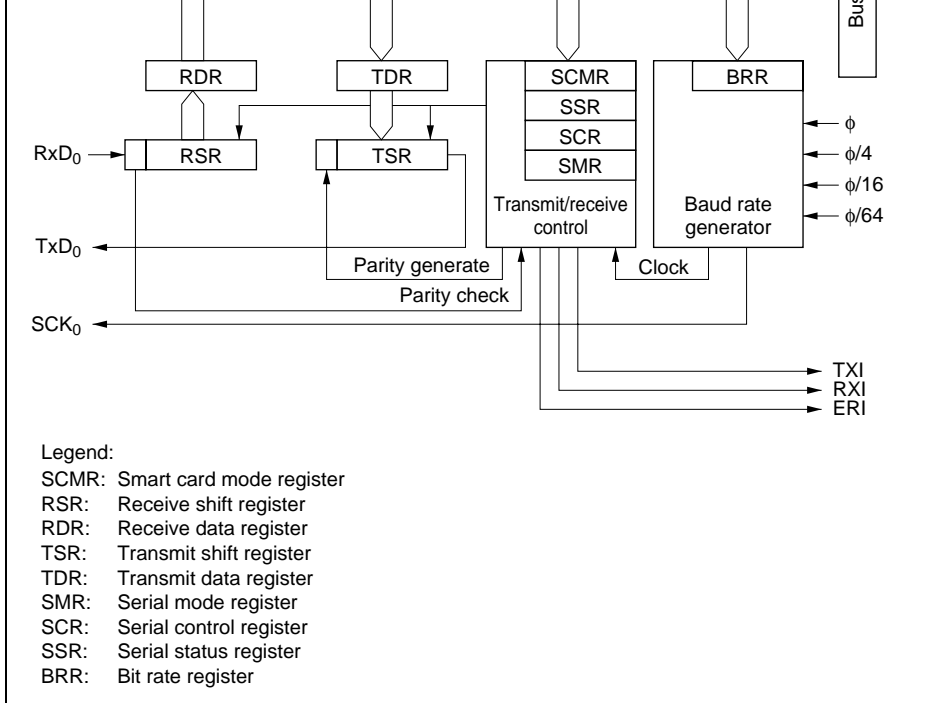 Bus
RDR
TDR
SCMR
BRR
SSR
SCR
SMR
RxD0
RSR
TSR
φ
φ/4
φ/16
φ/64
Transmit/receive
control
Baud rate
generator
TxD0
Parity generate
Clock
Parity check
SCK0
TXI
RXI
ERI
Legend:
SCMR: Smart card mode register
RSR: Receive shift register
RDR: Receive data register
TSR: Transmit shift register
TDR: Transmit data register
SMR: Serial mode register
SCR: Serial control register
SSR: Serial status register
BRR: Bit rate register